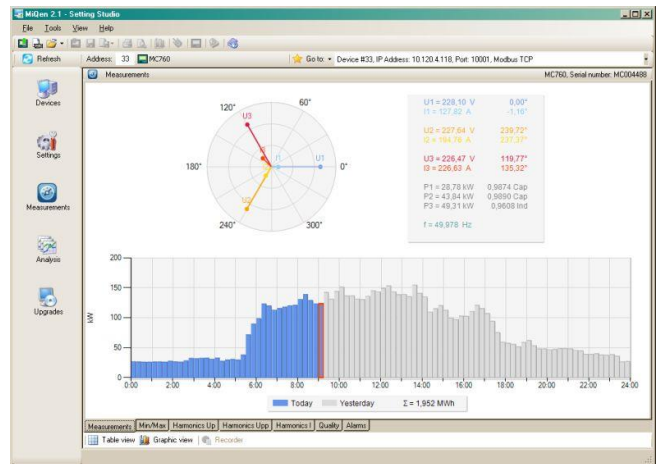 MiQen 2.1 - Setting Studio
File Tools View Help
Refresh Address: 33 MC760 Go to: Device #33, IP Address: 10.120.4.118, Port: 10001, Modbus TCP
Measurements MC760, Serial number: MC004488
Devices
Settings
Measurements
Analysis
Upgrades
120° 60°
U3
I3
I1 U1
180° 0°
U2
240° 300°
U1 = 228,10 V 0,00°
I1 = 127,82 A -1,16°
U2 = 227,64 V 239,72°
I2 = 194,70 A 237,37°
U3 = 226,47 V 119,77°
I3 = 226,63 A 135,32°
P1 = 28,78 kW 0,9874 Cap
P2 = 43,84 kW 0,9890 Cap
P3 = 49,31 kW 0,9608 Ind
f = 49,978 Hz
200
150
100
50
0
kW
0:00 2:00 4:00 6:00 8:00 10:00 12:00 14:00 16:00 18:00 20:00 22:00 24:00
Today Yesterday Σ = 1,952 MWh
Measurements Min/Max Harmonics Up Harmonics Upp Harmonics I Quality Alarms
Table view Graphic view Recorder